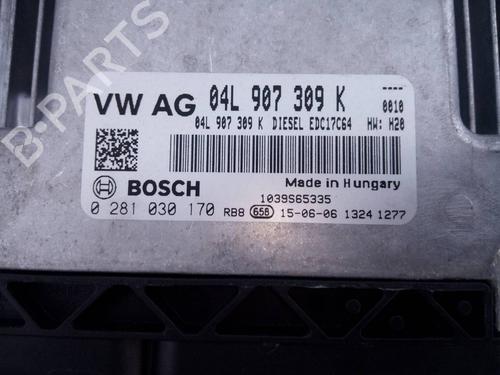 B-PARTS
VW AG 04L 907 309 K 0010
04L 907 309 K DIESEL EDC17C64 HW: H20
BOSCH Made in Hungary
1039S65335
0 281 030 170 RB8 658 15-06-06 1324 1277